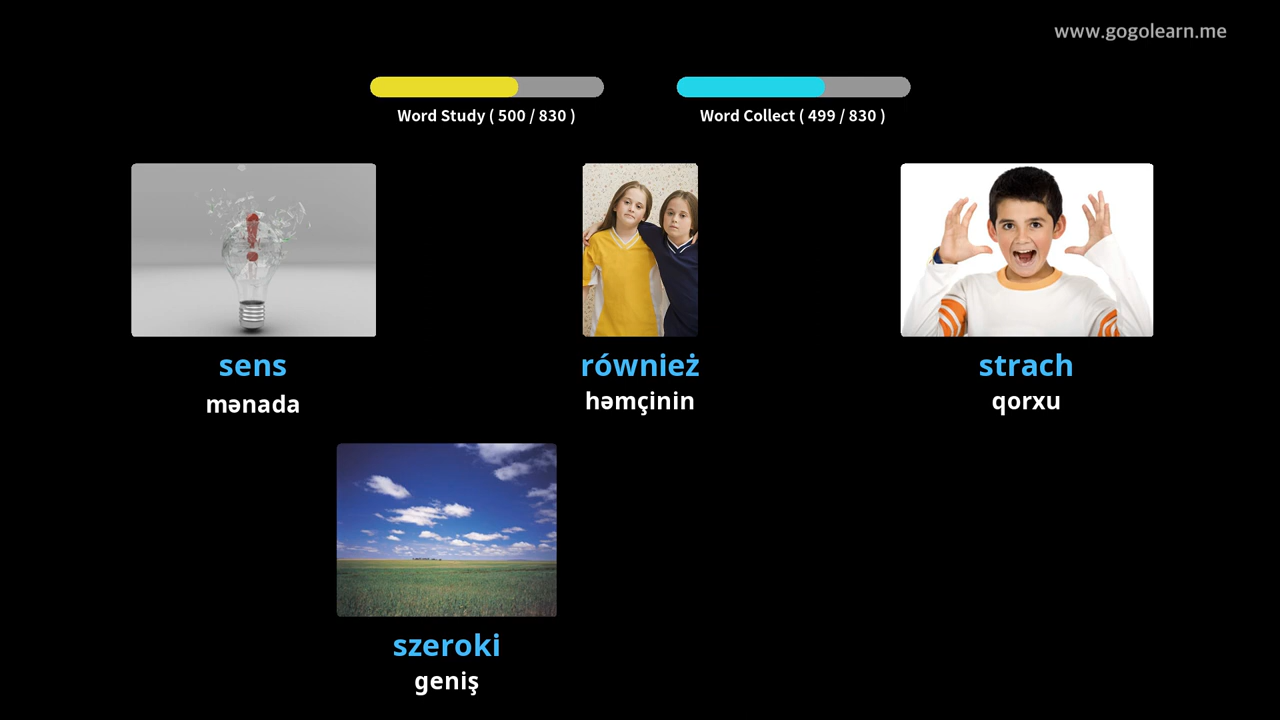 www.gogolearn.me
Word Study ( 500 / 830 )
Word Collect ( 499 / 830 )
sens
mənada
również
həmçinin
strach
qorxu
szeroki
geniş